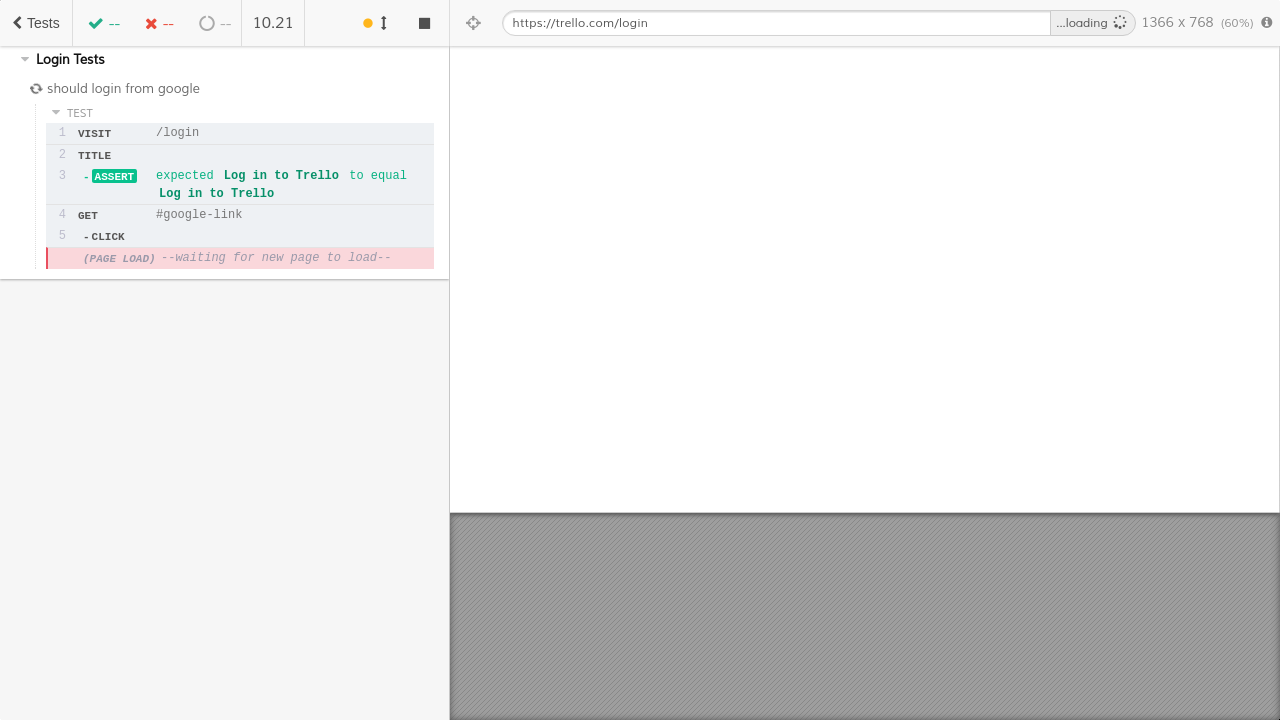 Tests -- -- -- 10.21
https://trello.com/login ...loading 1366 x 768 (60%)
Login Tests
should login from google
TEST
1 VISIT /login
2 TITLE
3 - ASSERT expected Log in to Trello to equal
Log in to Trello
4 GET #google-link
5 - CLICK
(PAGE LOAD) --waiting for new page to load--